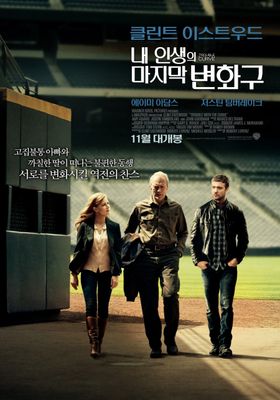 클린트 이스트우드
내 인생의
마지막 변화구
TROUBLE WITH THE CURVE
에이미 아담스 저스틴 팀버레이크
11월 대개봉
고집불통 아빠와
까칠한 딸이 떠나는 불편한 동행
서로를 변화시킬 역전의 찬스